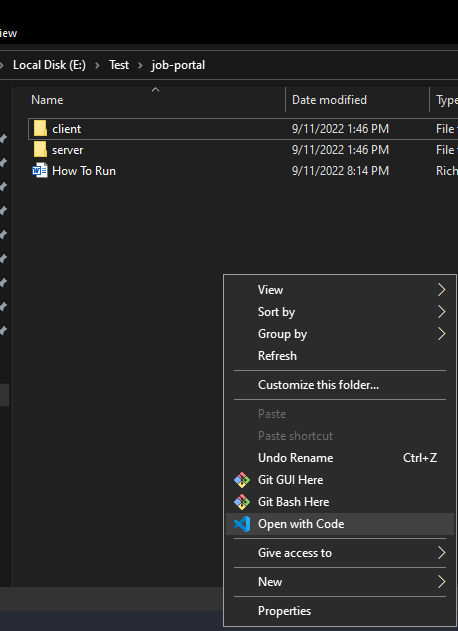 iew
Local Disk (E:) > Test > job-portal
Name Date modified Type
client 9/11/2022 1:46 PM File
server 9/11/2022 1:46 PM File
How To Run 9/11/2022 8:14 PM Rich
View
Sort by
Group by
Refresh
Customize this folder...
Paste
Paste shortcut
Undo Rename Ctrl+Z
Git GUI Here
Git Bash Here
Open with Code
Give access to
New
Properties